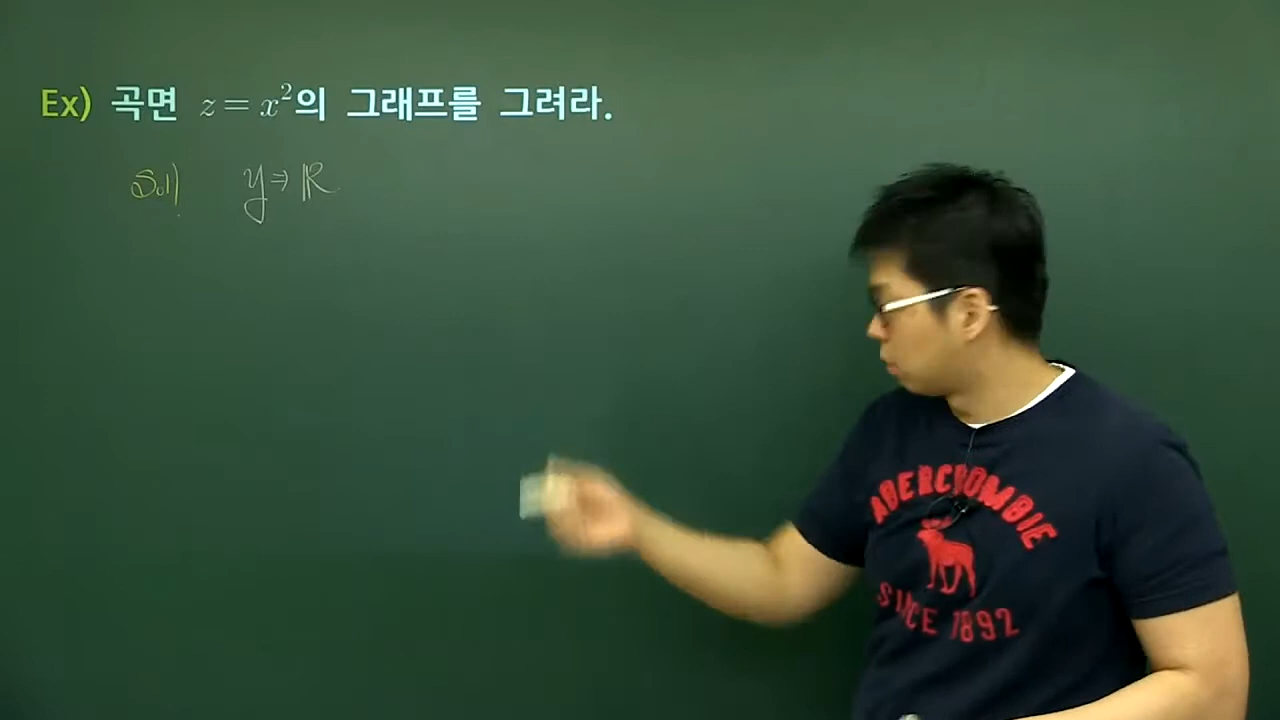 Ex) 곡면 z = x²의 그래프를 그려라.
Sol) y ⇒ ℝ
ABERCROMBIE
SINCE 1892